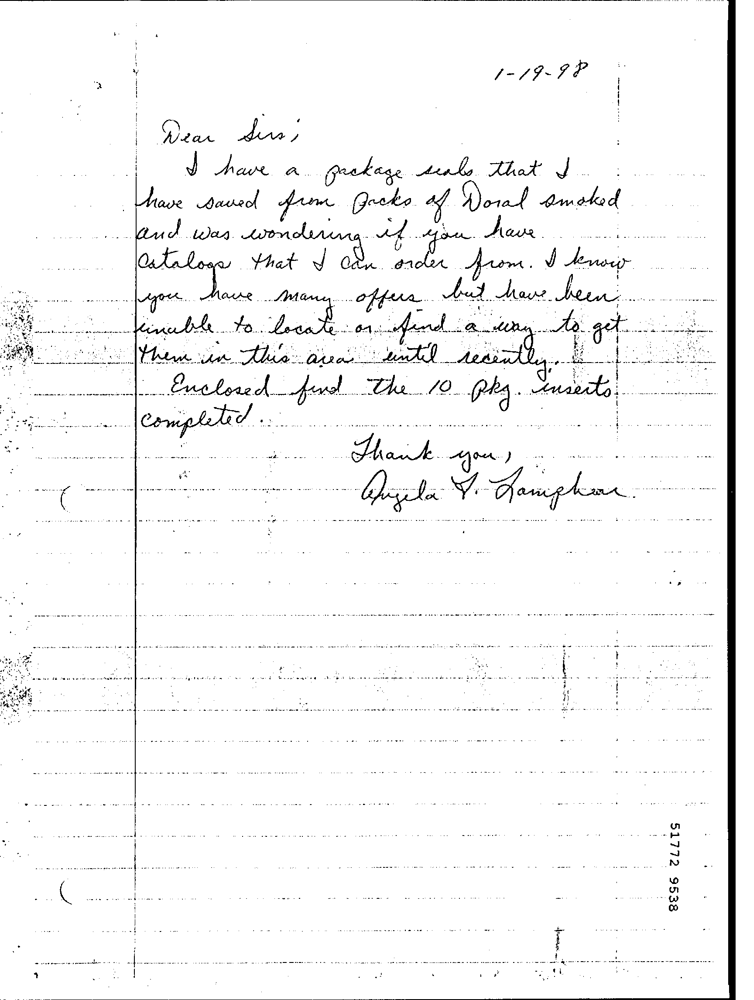 1-19-98
Dear Sirs;
I have a package seals that I
have saved from packs of Doral smoked
and was wondering if you have
catalogs that I can order from. I know
you have many offers but have been
unable to locate or find a way to get
them in this area until recently.
Enclosed find the 10 pkg. inserts
completed.
Thank you,
Angela Lamphear
51772 9538